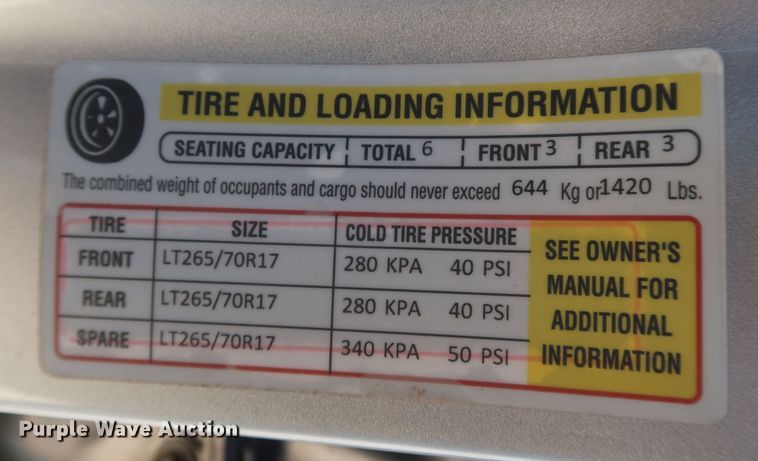 TIRE AND LOADING INFORMATION
SEATING CAPACITY TOTAL 6 FRONT 3 REAR 3
The combined weight of occupants and cargo should never exceed 644 Kg or 1420 Lbs.
TIRE SIZE COLD TIRE PRESSURE
FRONT LT265/70R17 280 KPA 40 PSI
REAR LT265/70R17 280 KPA 40 PSI
SPARE LT265/70R17 340 KPA 50 PSI
SEE OWNER'S
MANUAL FOR
ADDITIONAL
INFORMATION
Purple Wave Auction